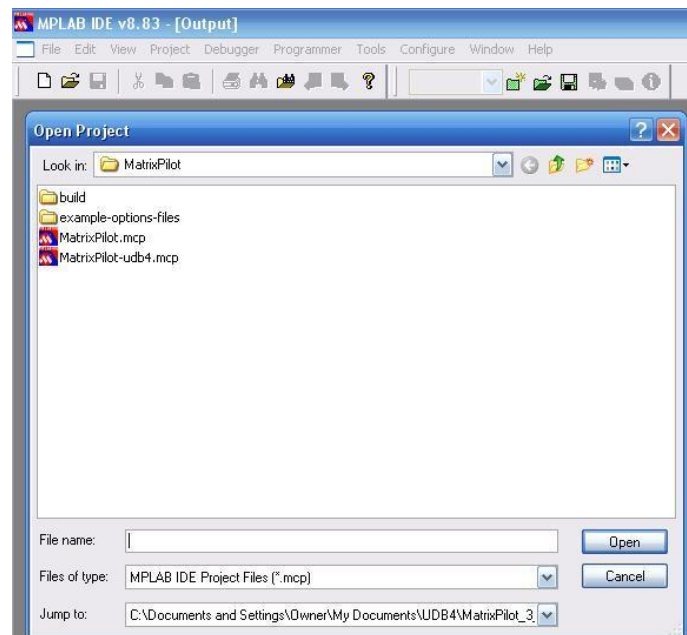 MPLAB IDE v8.83 - [Output]
File Edit View Project Debugger Programmer Tools Configure Window Help
Open Project
Look in: MatrixPilot
build
example-options-files
MatrixPilot.mcp
MatrixPilot-udb4.mcp
File name:
Open
Files of type: MPLAB IDE Project Files (*.mcp)
Cancel
Jump to: C:\Documents and Settings\Owner\My Documents\UDB4\MatrixPilot_3_